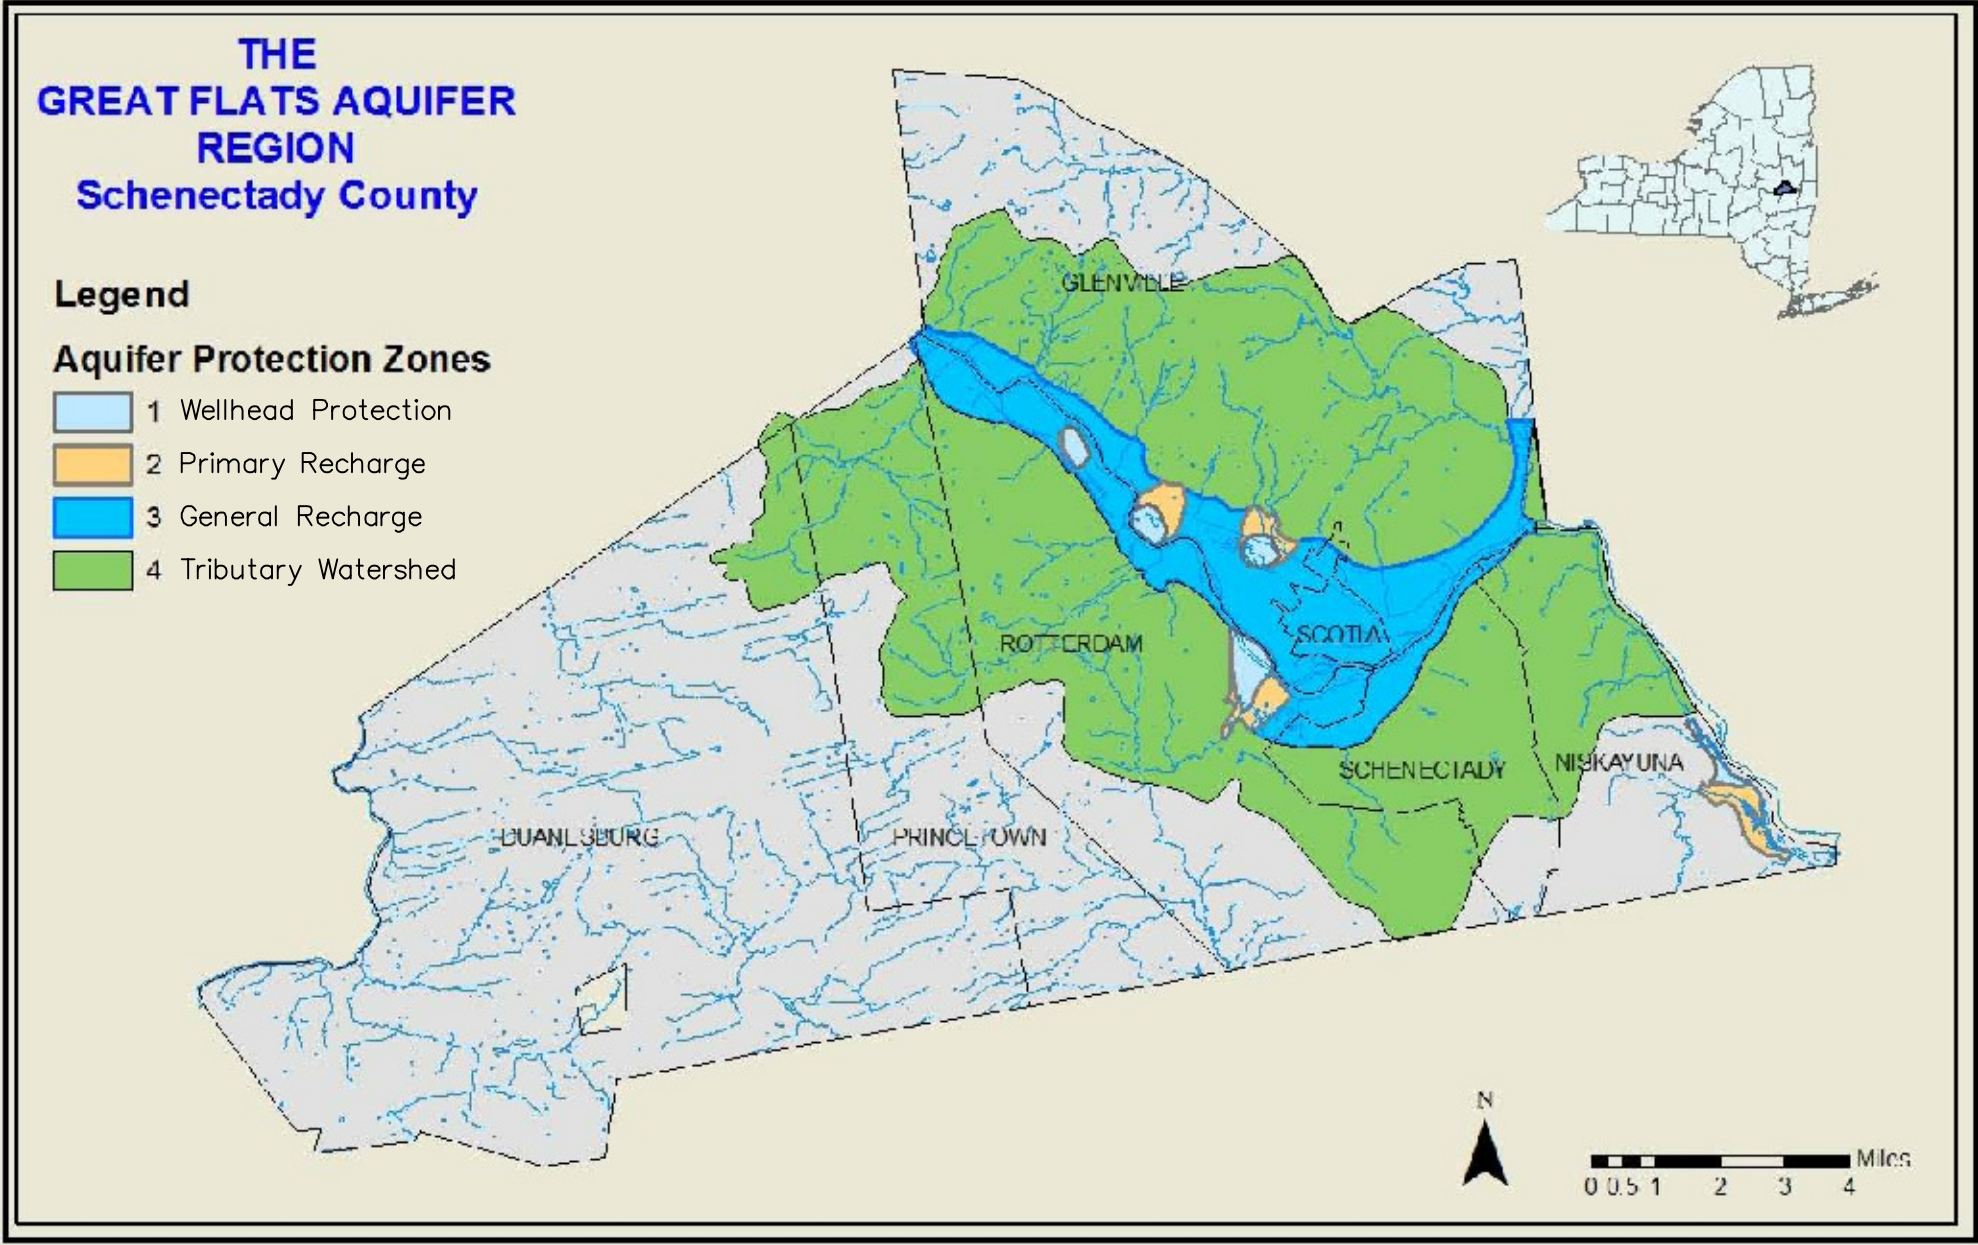 THE
GREAT FLATS AQUIFER
REGION
Schenectady County
Legend
Aquifer Protection Zones
1 Wellhead Protection
2 Primary Recharge
3 General Recharge
4 Tributary Watershed
GLENVILLE
ROTTERDAM
SCOTIA
SCHENECTADY
NISKAYUNA
DUANESBURG
PRINCETOWN
N
Miles
0 0.5 1 2 3 4